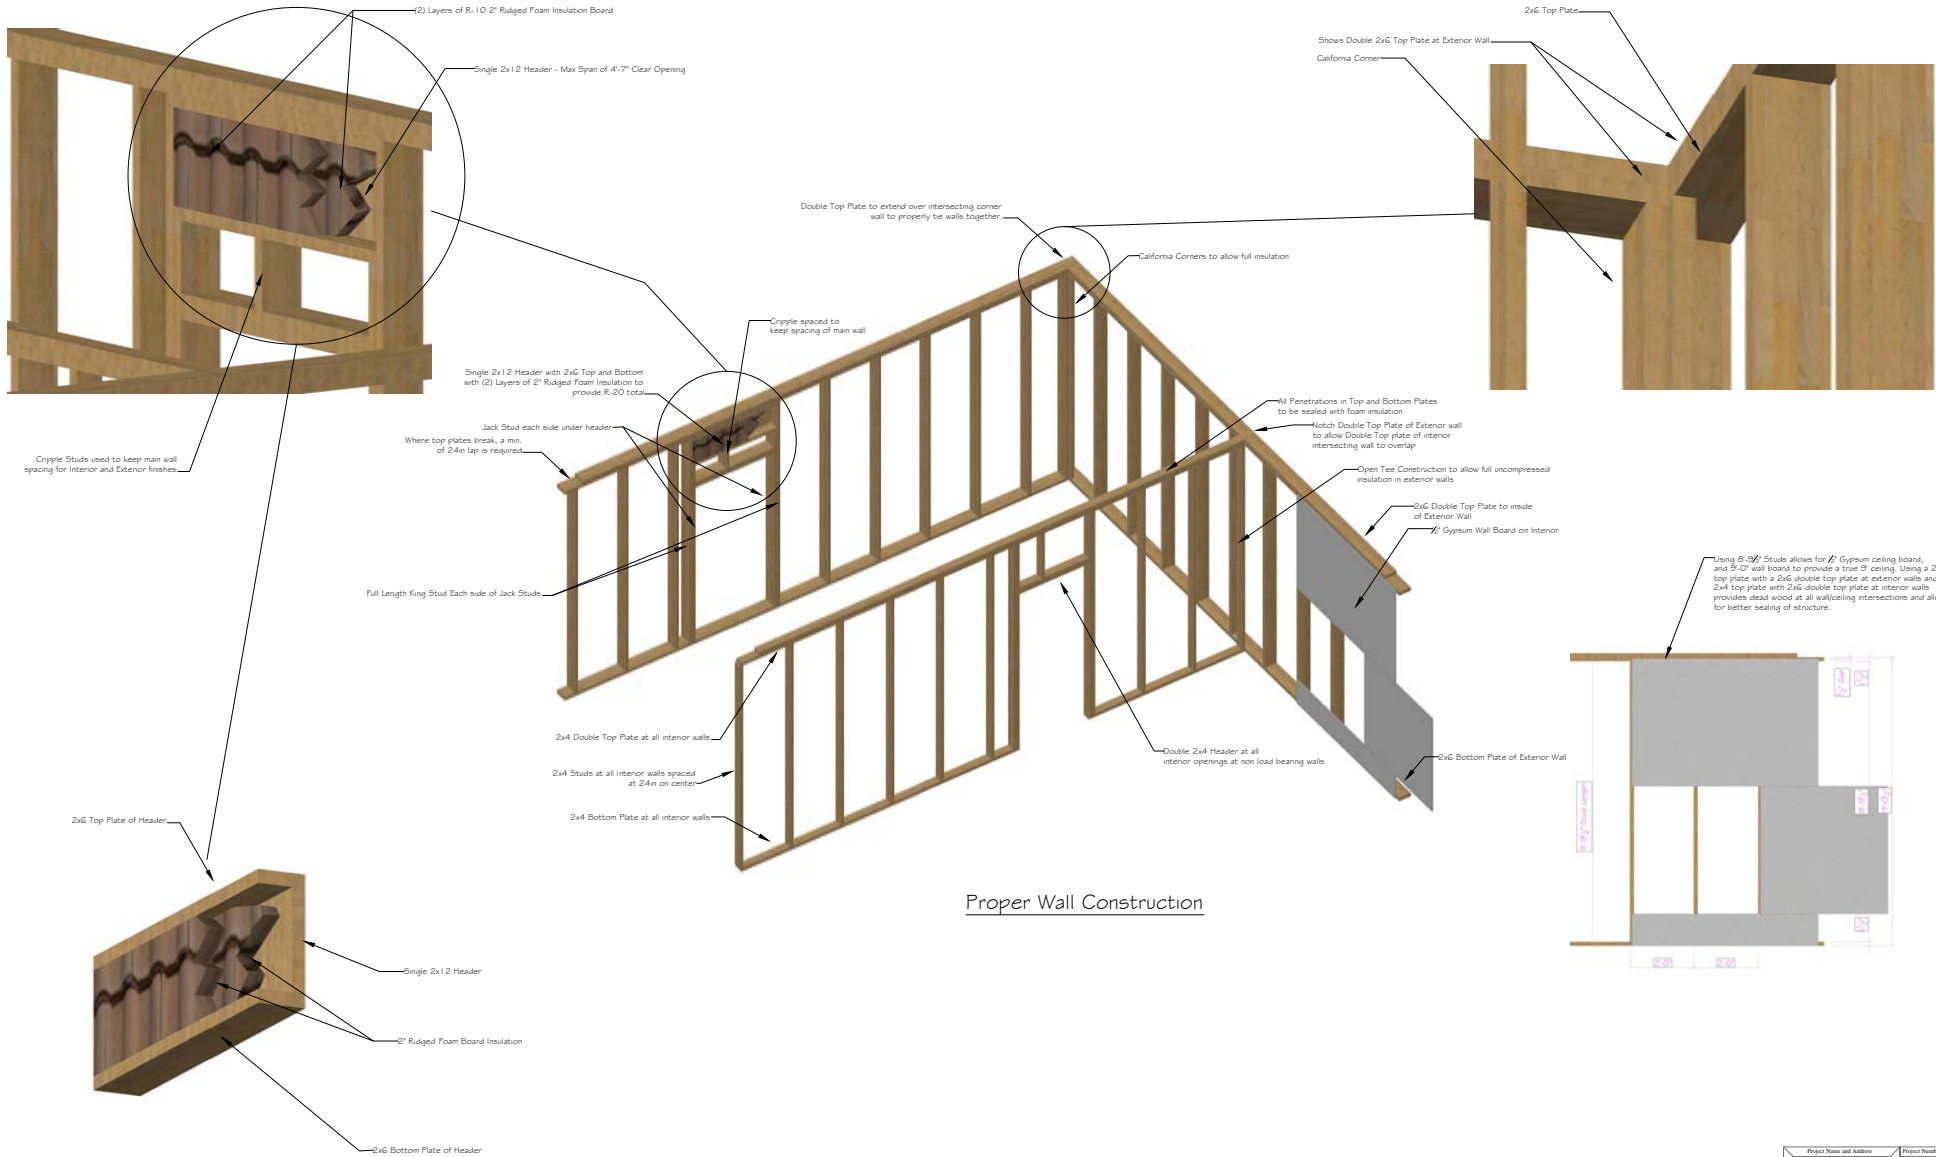 (2) Layers of R-10 2" Ridged Foam Insulation Board
Single 2x12 Header - Max Span of 4'-7" Clear Opening
2x6 Top Plate
Shows Double 2x6 Top Plate at Exterior Wall
California Corner
Double Top Plate to extend over intersecting corner
wall to properly tie walls together.
California Corners to allow full insulation
Cripple spaced to
keep spacing of main wall
Single 2x12 Header with 2x6 Top and Bottom
with (2) Layers of 2" Ridged Foam Insulation to
provide R-20 total
Jack Stud each side under header
Where top plates break, a min.
of 24in lap is required
Cripple Studs used to keep main wall
spacing for Interior and Exterior finishes
All Penetrations in Top and Bottom Plates
to be sealed with foam insulation
Notch Double Top Plate of Exterior wall
to allow Double Top plate of interior
intersecting wall to overlap
Open Tee Construction to allow full uncompressed
insulation in exterior walls
2x6 Double Top Plate to inside
of Exterior Wall
½" Gypsum Wall Board on Interior
Using 8'-9½" Studs allows for ½" Gypsum ceiling board,
and 9'-0" wall board to provide a true 9' ceiling. Using a
top plate with a 2x6 double top plate at exterior walls and
2x4 top plate with 2x6 double top plate at interior walls
provides dead wood at all wall/ceiling intersections and
for better sealing of structure.
Full Length King Stud Each side of Jack Studs
2x4 Double Top Plate at all interior walls
2x4 Studs at all Interior walls spaced
at 24in on center
2x4 Bottom Plate at all interior walls
Double 2x4 Header at all
interior openings at non load bearing walls
2x6 Bottom Plate of Exterior Wall
2x6 Top Plate of Header
Single 2x12 Header
2" Ridged Foam Board Insulation
2x6 Bottom Plate of Header
Proper Wall Construction
½" Gap
Stud Length
2'-0"
2'-0"
Project Name and Address
Project